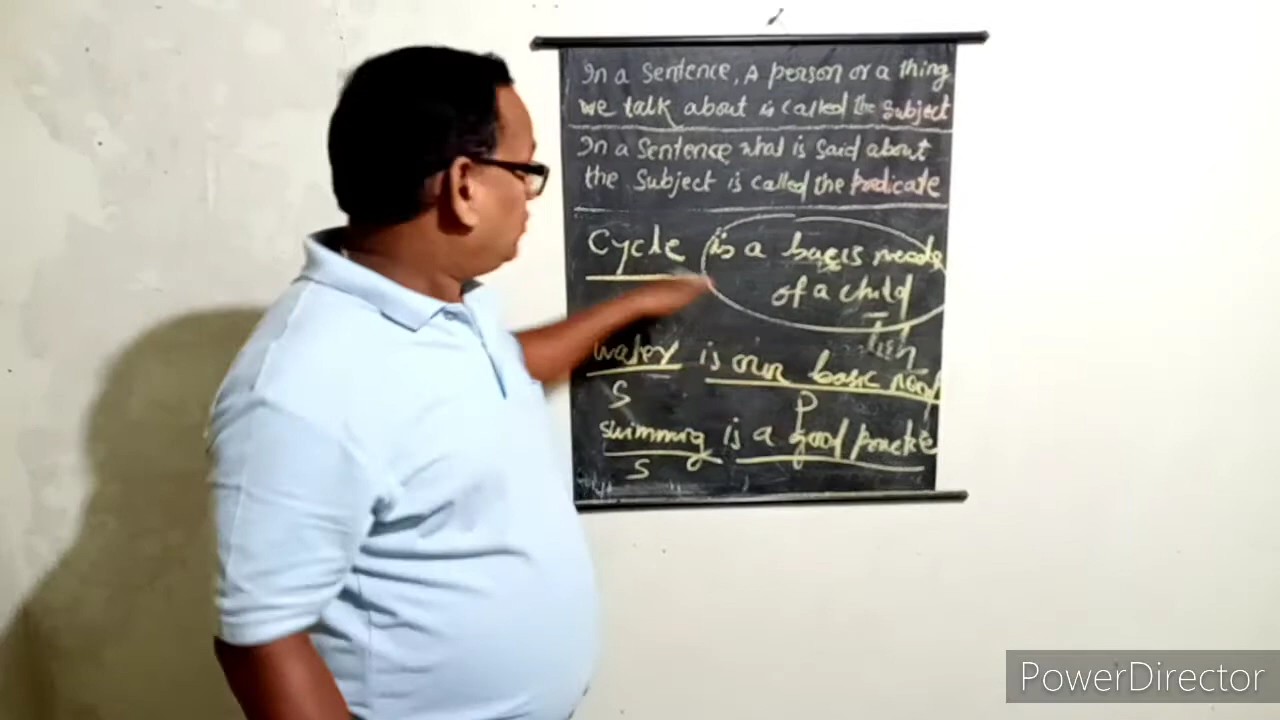 In a Sentence, A person or a thing
we talk about is called the Subject
In a Sentence what is said about
the Subject is called the Predicate
Cycle is a needs
of a child
water is our basic need
S P
swimming is a good practice
S
PowerDirector